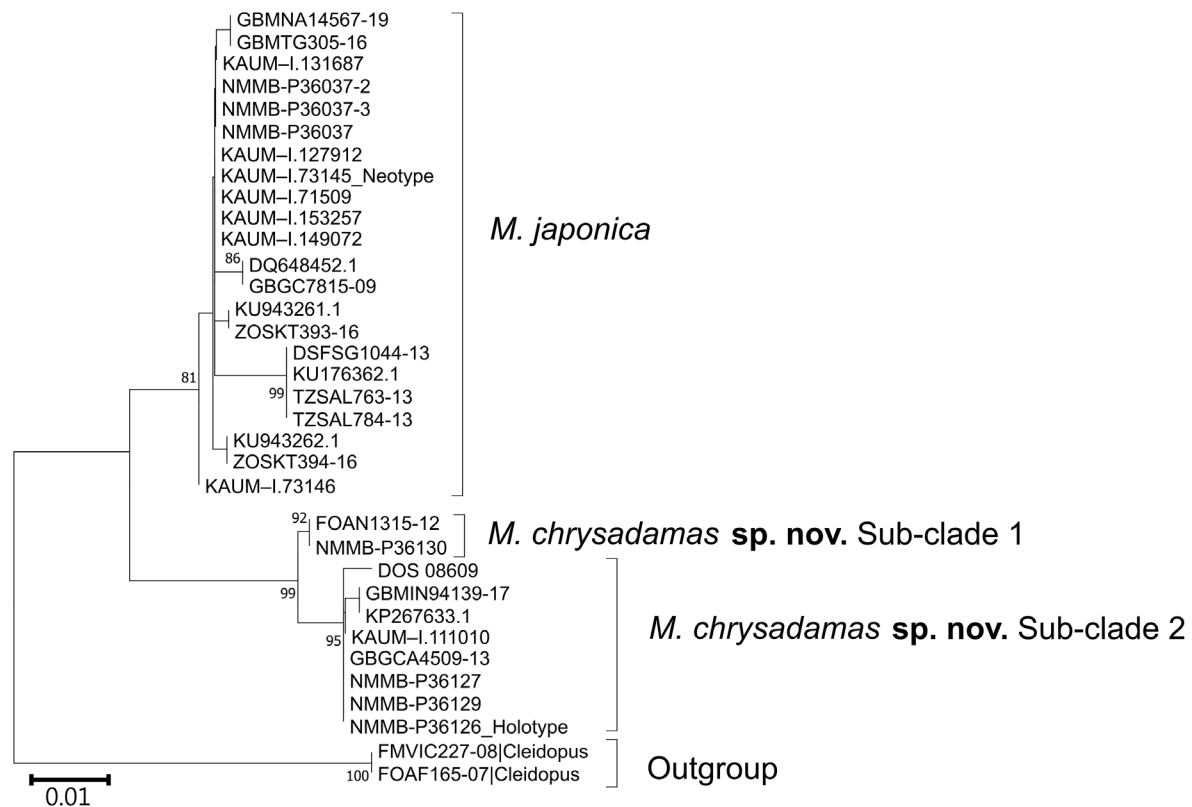 GBMNA14567-19
GBMTG305-16
KAUM–I.131687
NMMB-P36037-2
NMMB-P36037-3
NMMB-P36037
KAUM–I.127912
KAUM–I.73145_Neotype
KAUM–I.71509
KAUM–I.153257
KAUM–I.149072
M. japonica
86
DQ648452.1
GBGC7815-09
KU943261.1
ZOSKT393-16
DSFSG1044-13
KU176362.1
81
99
TZSAL763-13
TZSAL784-13
KU943262.1
ZOSKT394-16
KAUM–I.73146
92
FOAN1315-12
NMMB-P36130
M. chrysadamas sp. nov. Sub-clade 1
DOS 08609
99
GBMIN94139-17
KP267633.1
95
KAUM–I.111010
GBGCA4509-13
NMMB-P36127
NMMB-P36129
NMMB-P36126_Holotype
M. chrysadamas sp. nov. Sub-clade 2
FMVIC227-08|Cleidopus
100
FOAF165-07|Cleidopus
Outgroup
0.01